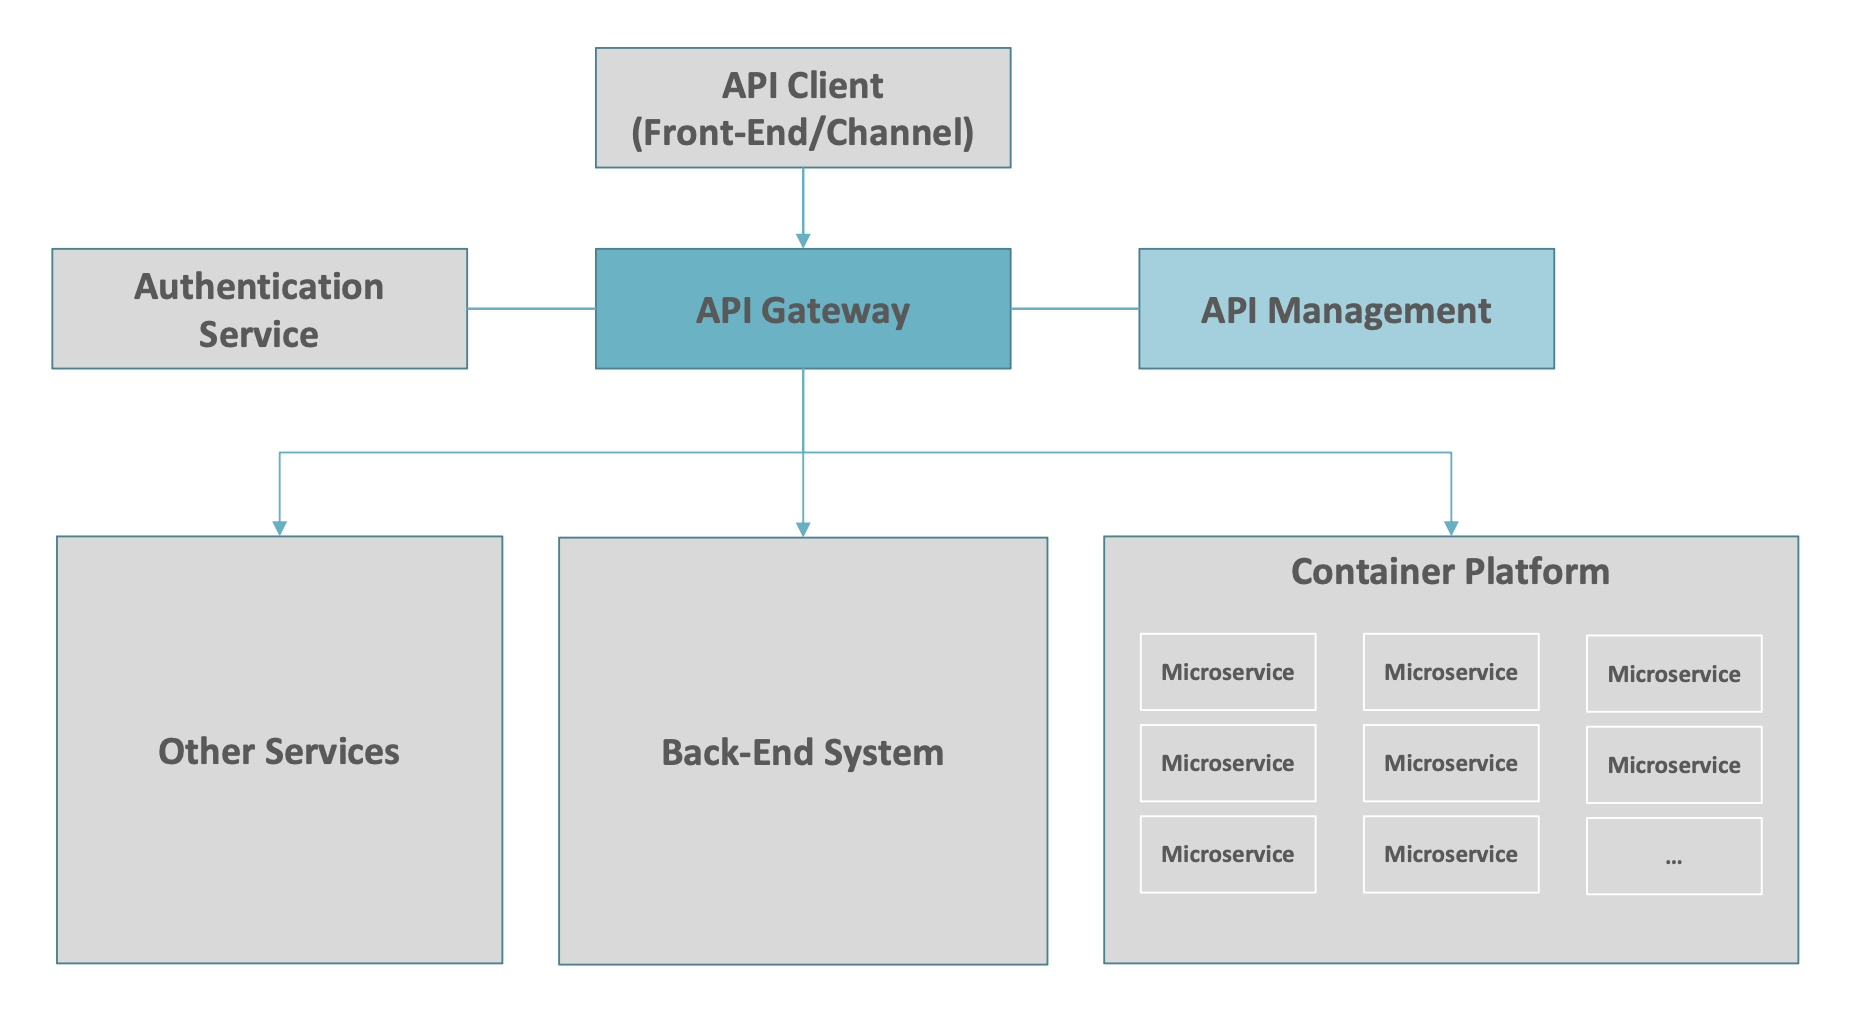 API Client
(Front-End/Channel)
Authentication
Service
API Gateway
API Management
Other Services
Back-End System
Container Platform
Microservice
Microservice
Microservice
Microservice
Microservice
Microservice
Microservice
Microservice
...